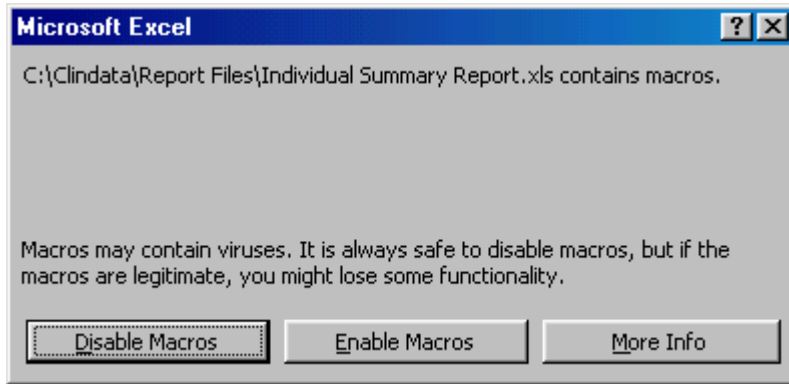 Microsoft Excel
C:\Clindata\Report Files\Individual Summary Report.xls contains macros.
Macros may contain viruses. It is always safe to disable macros, but if the
macros are legitimate, you might lose some functionality.
Disable Macros Enable Macros More Info